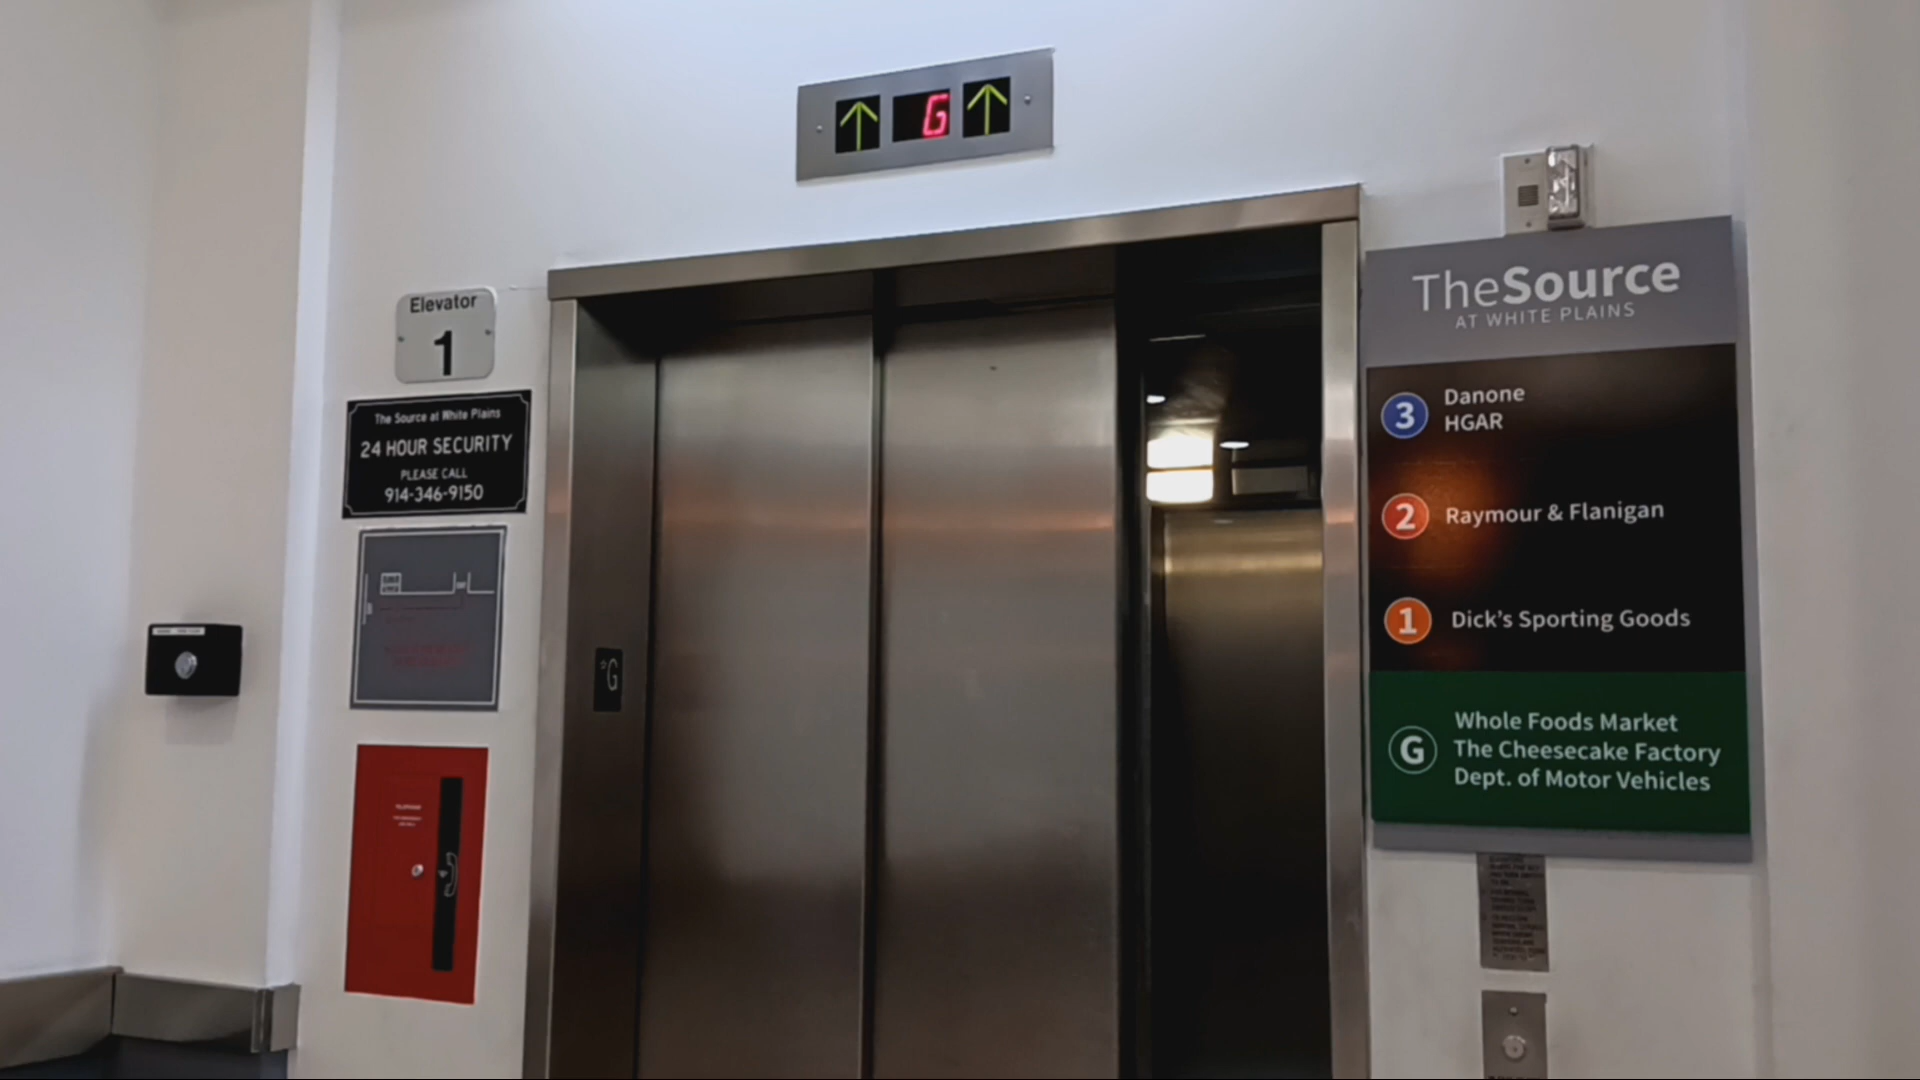 G
Elevator
1
The Source at White Plains
24 HOUR SECURITY
PLEASE CALL
914-346-9150
G
TheSource
AT WHITE PLAINS
3
Danone
HGAR
2
Raymour & Flanigan
1
Dick's Sporting Goods
G
Whole Foods Market
The Cheesecake Factory
Dept. of Motor Vehicles